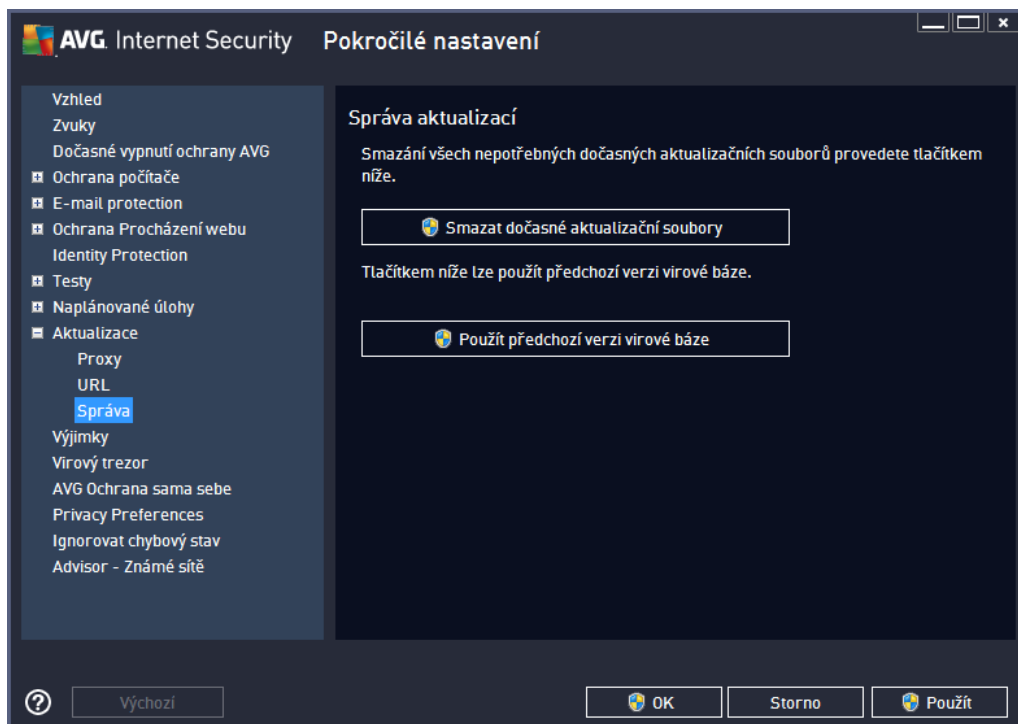 AVG. Internet Security Pokročilé nastavení
Vzhled
Zvuky
Dočasné vypnutí ochrany AVG
Ochrana počítače
E-mail protection
Ochrana Procházení webu
Identity Protection
Testy
Naplánované úlohy
Aktualizace
Proxy
URL
Správa
Výjimky
Virový trezor
AVG Ochrana sama sebe
Privacy Preferences
Ignorovat chybový stav
Advisor - Známé sítě
Správa aktualizací
Smazání všech nepotřebných dočasných aktualizačních souborů provedete tlačítkem
níže.
Smazat dočasné aktualizační soubory
Tlačítkem níže lze použít předchozí verzi virové báze.
Použít předchozí verzi virové báze
Výchozí
OK
Storno
Použít